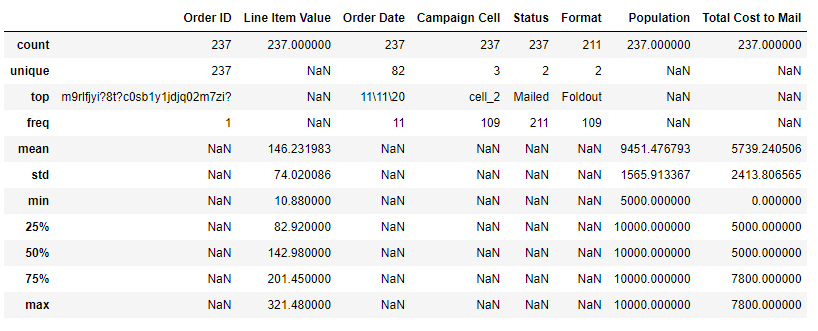 Order ID Line Item Value Order Date Campaign Cell Status Format Population Total Cost to Mail
count 237 237.000000 237 237 237 211 237.000000 237.000000
unique 237 NaN 82 3 2 2 NaN NaN
top m9rlfjyi?8t?c0sb1y1jdjq02m7zi? NaN 11\11\20 cell_2 Mailed Foldout NaN NaN
freq 1 NaN 11 109 211 109 NaN NaN
mean NaN 146.231983 NaN NaN NaN NaN 9451.476793 5739.240506
std NaN 74.020086 NaN NaN NaN NaN 1565.913367 2413.806565
min NaN 10.880000 NaN NaN NaN NaN 5000.000000 0.000000
25% NaN 82.920000 NaN NaN NaN NaN 10000.000000 5000.000000
50% NaN 142.980000 NaN NaN NaN NaN 10000.000000 5000.000000
75% NaN 201.450000 NaN NaN NaN NaN 10000.000000 7800.000000
max NaN 321.480000 NaN NaN NaN NaN 10000.000000 7800.000000